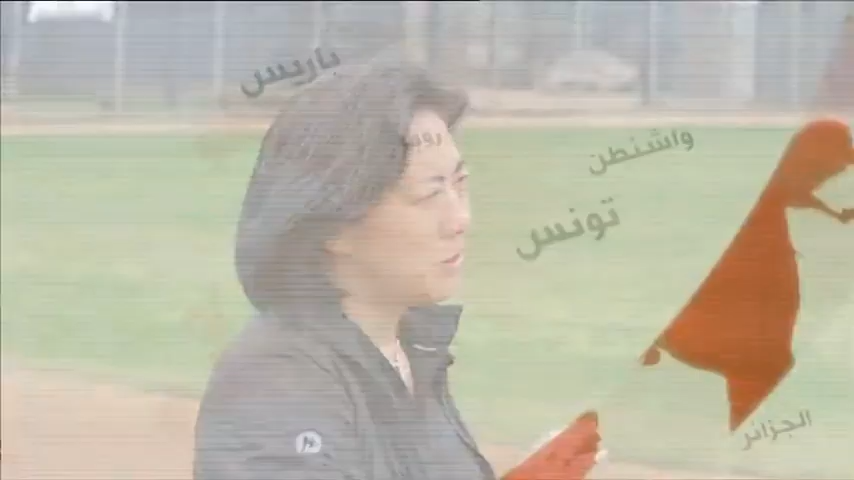 باريس
واشنطن
تونس
الجزائر